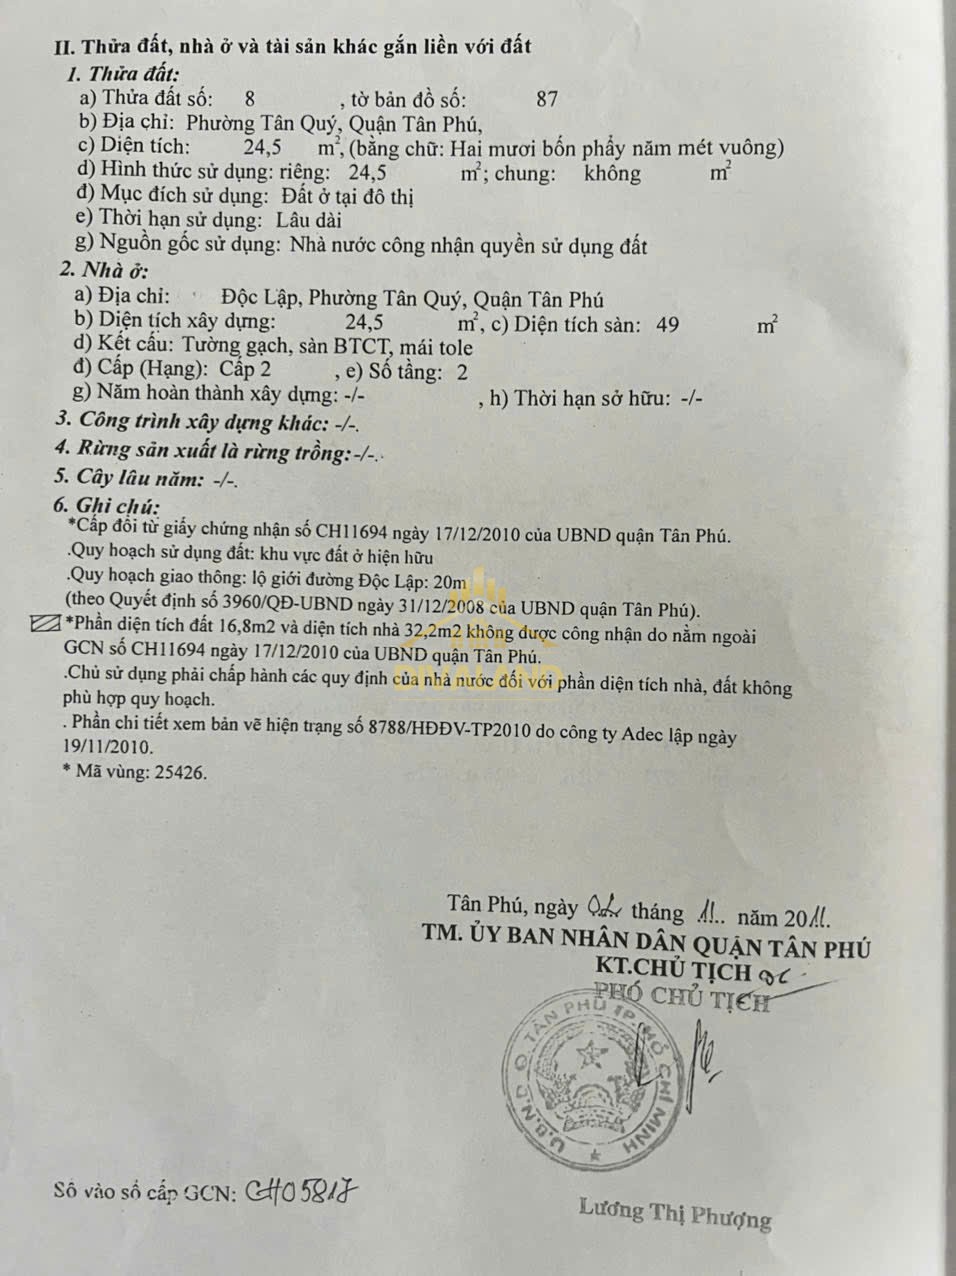 II. Thửa đất, nhà ở và tài sản khác gắn liền với đất
1. Thửa đất:
a) Thửa đất số: 8 , tờ bản đồ số: 87
b) Địa chỉ: Phường Tân Quý, Quận Tân Phú,
c) Diện tích: 24,5 m², (bằng chữ: Hai mươi bốn phẩy năm mét vuông)
d) Hình thức sử dụng: riêng: 24,5 m²; chung: không m²
đ) Mục đích sử dụng: Đất ở tại đô thị
e) Thời hạn sử dụng: Lâu dài
g) Nguồn gốc sử dụng: Nhà nước công nhận quyền sử dụng đất
2. Nhà ở:
a) Địa chỉ: Độc Lập, Phường Tân Quý, Quận Tân Phú
b) Diện tích xây dựng: 24,5 m², c) Diện tích sàn: 49 m²
d) Kết cấu: Tường gạch, sàn BTCT, mái tole
đ) Cấp (Hạng): Cấp 2 , e) Số tầng: 2
g) Năm hoàn thành xây dựng: -/- , h) Thời hạn sở hữu: -/-
3. Công trình xây dựng khác: -/-.
4. Rừng sản xuất là rừng trồng:-/-.
5. Cây lâu năm: -/-.
6. Ghi chú:
*Cấp đổi từ giấy chứng nhận số CH11694 ngày 17/12/2010 của UBND quận Tân Phú.
.Quy hoạch sử dụng đất: khu vực đất ở hiện hữu
.Quy hoạch giao thông: lộ giới đường Độc Lập: 20m
(theo Quyết định số 3960/QĐ-UBND ngày 31/12/2008 của UBND quận Tân Phú).
*Phần diện tích đất 16,8m2 và diện tích nhà 32,2m2 không được công nhận do nằm ngoài
GCN số CH11694 ngày 17/12/2010 của UBND quận Tân Phú.
.Chủ sử dụng phải chấp hành các quy định của nhà nước đối với phần diện tích nhà, đất không
phù hợp quy hoạch.
. Phần chi tiết xem bản vẽ hiện trạng số 8788/HĐĐV-TP2010 do công ty Adec lập ngày
19/11/2010.
* Mã vùng: 25426.
Tân Phú, ngày 02 tháng 11.. năm 2011.
TM. ỦY BAN NHÂN DÂN QUẬN TÂN PHÚ
KT.CHỦ TỊCH
PHÓ CHỦ TỊCH
U.B.N.D Q. TÂN PHÚ TP. HỒ CHÍ MINH
Số vào sổ cấp GCN: CH05817
Lương Thị Phượng